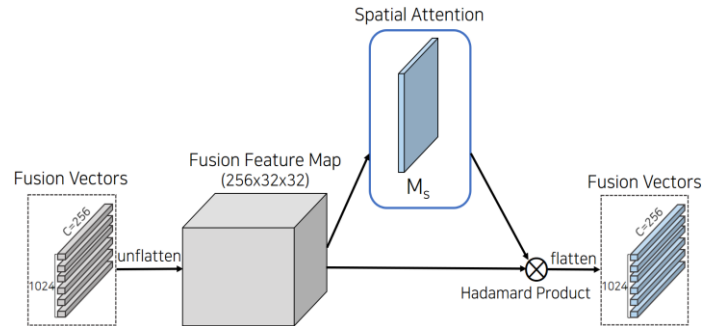 Spatial Attention
Ms
Fusion Feature Map
(256x32x32)
Fusion Vectors
C=256
1024
unflatten
Hadamard Product
flatten
Fusion Vectors
C=256
1024